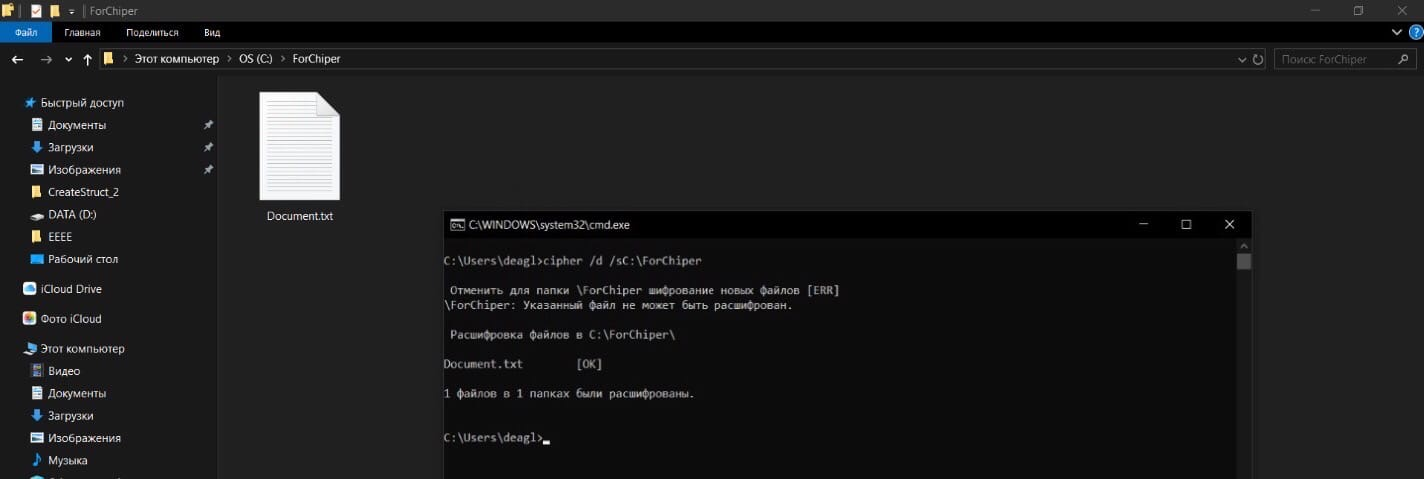 ForChiper
Файл Главная Поделиться Вид
Этот компьютер OS (C:) ForChiper
Поиск: ForChiper
Быстрый доступ
Документы
Загрузки
Изображения
CreateStruct_2
DATA (D:)
EEEE
Рабочий стол
iCloud Drive
Фото iCloud
Этот компьютер
Видео
Документы
Загрузки
Изображения
Музыка
Document.txt
C:\WINDOWS\system32\cmd.exe
C:\Users\deagl>cipher /d /sC:\ForChiper
Отменить для папки \ForChiper шифрование новых файлов [ERR]
\ForChiper: Указанный файл не может быть расшифрован.
Расшифровка файлов в C:\ForChiper\
Document.txt [OK]
1 файлов в 1 папках были расшифрованы.
C:\Users\deagl>